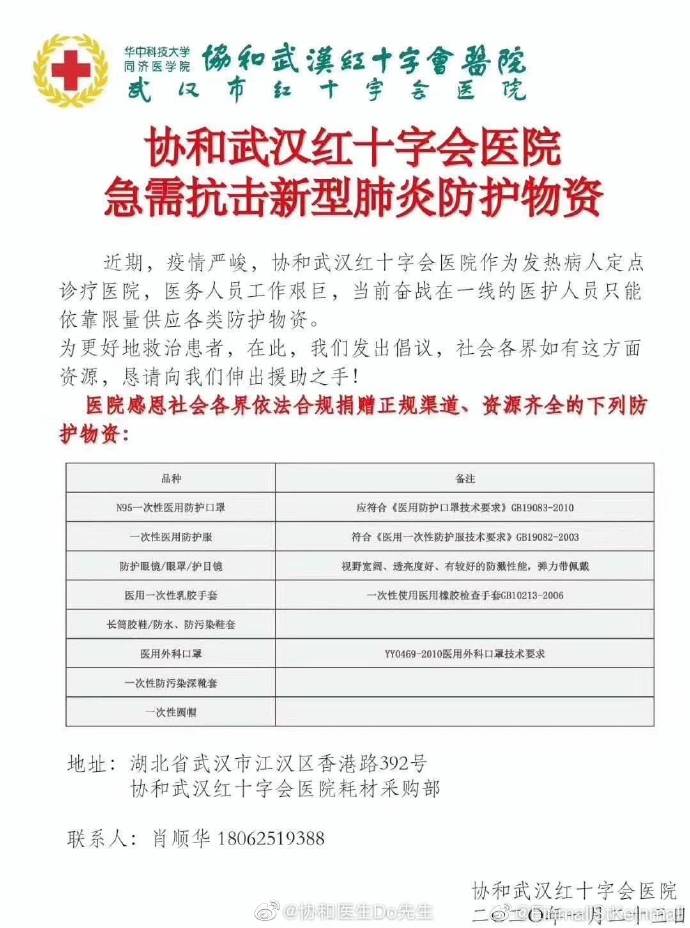 华中科技大学
同济医学院
協和武漢紅十字會醫院
武汉市红十字会医院
协和武汉红十字会医院
急需抗击新型肺炎防护物资
近期，疫情严峻，协和武汉红十字会医院作为发热病人定点
诊疗医院，医务人员工作艰巨，当前奋战在一线的医护人员只能
依靠限量供应各类防护物资。
为更好地救治患者，在此，我们发出倡议，社会各界如有这方面
资源，恳请向我们伸出援助之手！
医院感恩社会各界依法合规捐赠正规渠道、资源齐全的下列防
护物资：
品种 备注
N95一次性医用防护口罩 应符合《医用防护口罩技术要求》GB19083-2010
一次性医用防护服 符合《医用一次性防护服技术要求》GB19082-2003
防护眼镜/眼罩/护目镜 视野宽阔、透亮度好、有较好的防溅性能，弹力带佩戴
医用一次性乳胶手套 一次性使用医用橡胶检查手套GB10213-2006
长筒胶鞋/防水、防污染鞋套
医用外科口罩 YY0469-2010医用外科口罩技术要求
一次性防污染深靴套
一次性圆帽
地址：湖北省武汉市江汉区香港路392号
协和武汉红十字会医院耗材采购部
联系人：肖顺华 18062519388
协和武汉红十字会医院
二〇二〇年一月二十三日
@协和医生Do先生